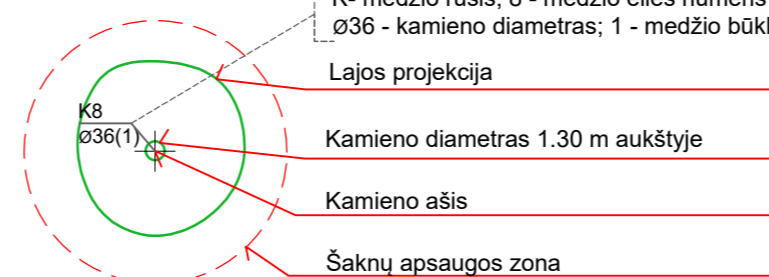 K- medžio rūšis; 8 - medžio eilės numeris
Ø36 - kamieno diametras; 1 - medžio
Lajos projekcija
K8
Ø36(1)
Kamieno diametras 1.30 m aukštyje
Kamieno ašis
Šaknų apsaugos zona